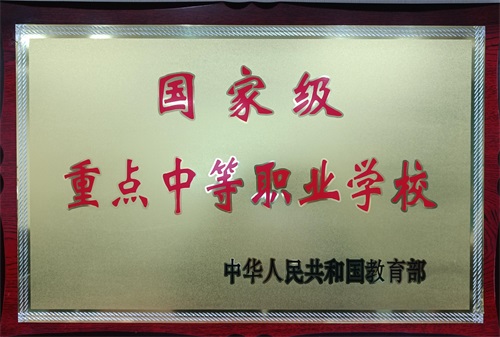 国家级
重点中等职业学校
中华人民共和国教育部